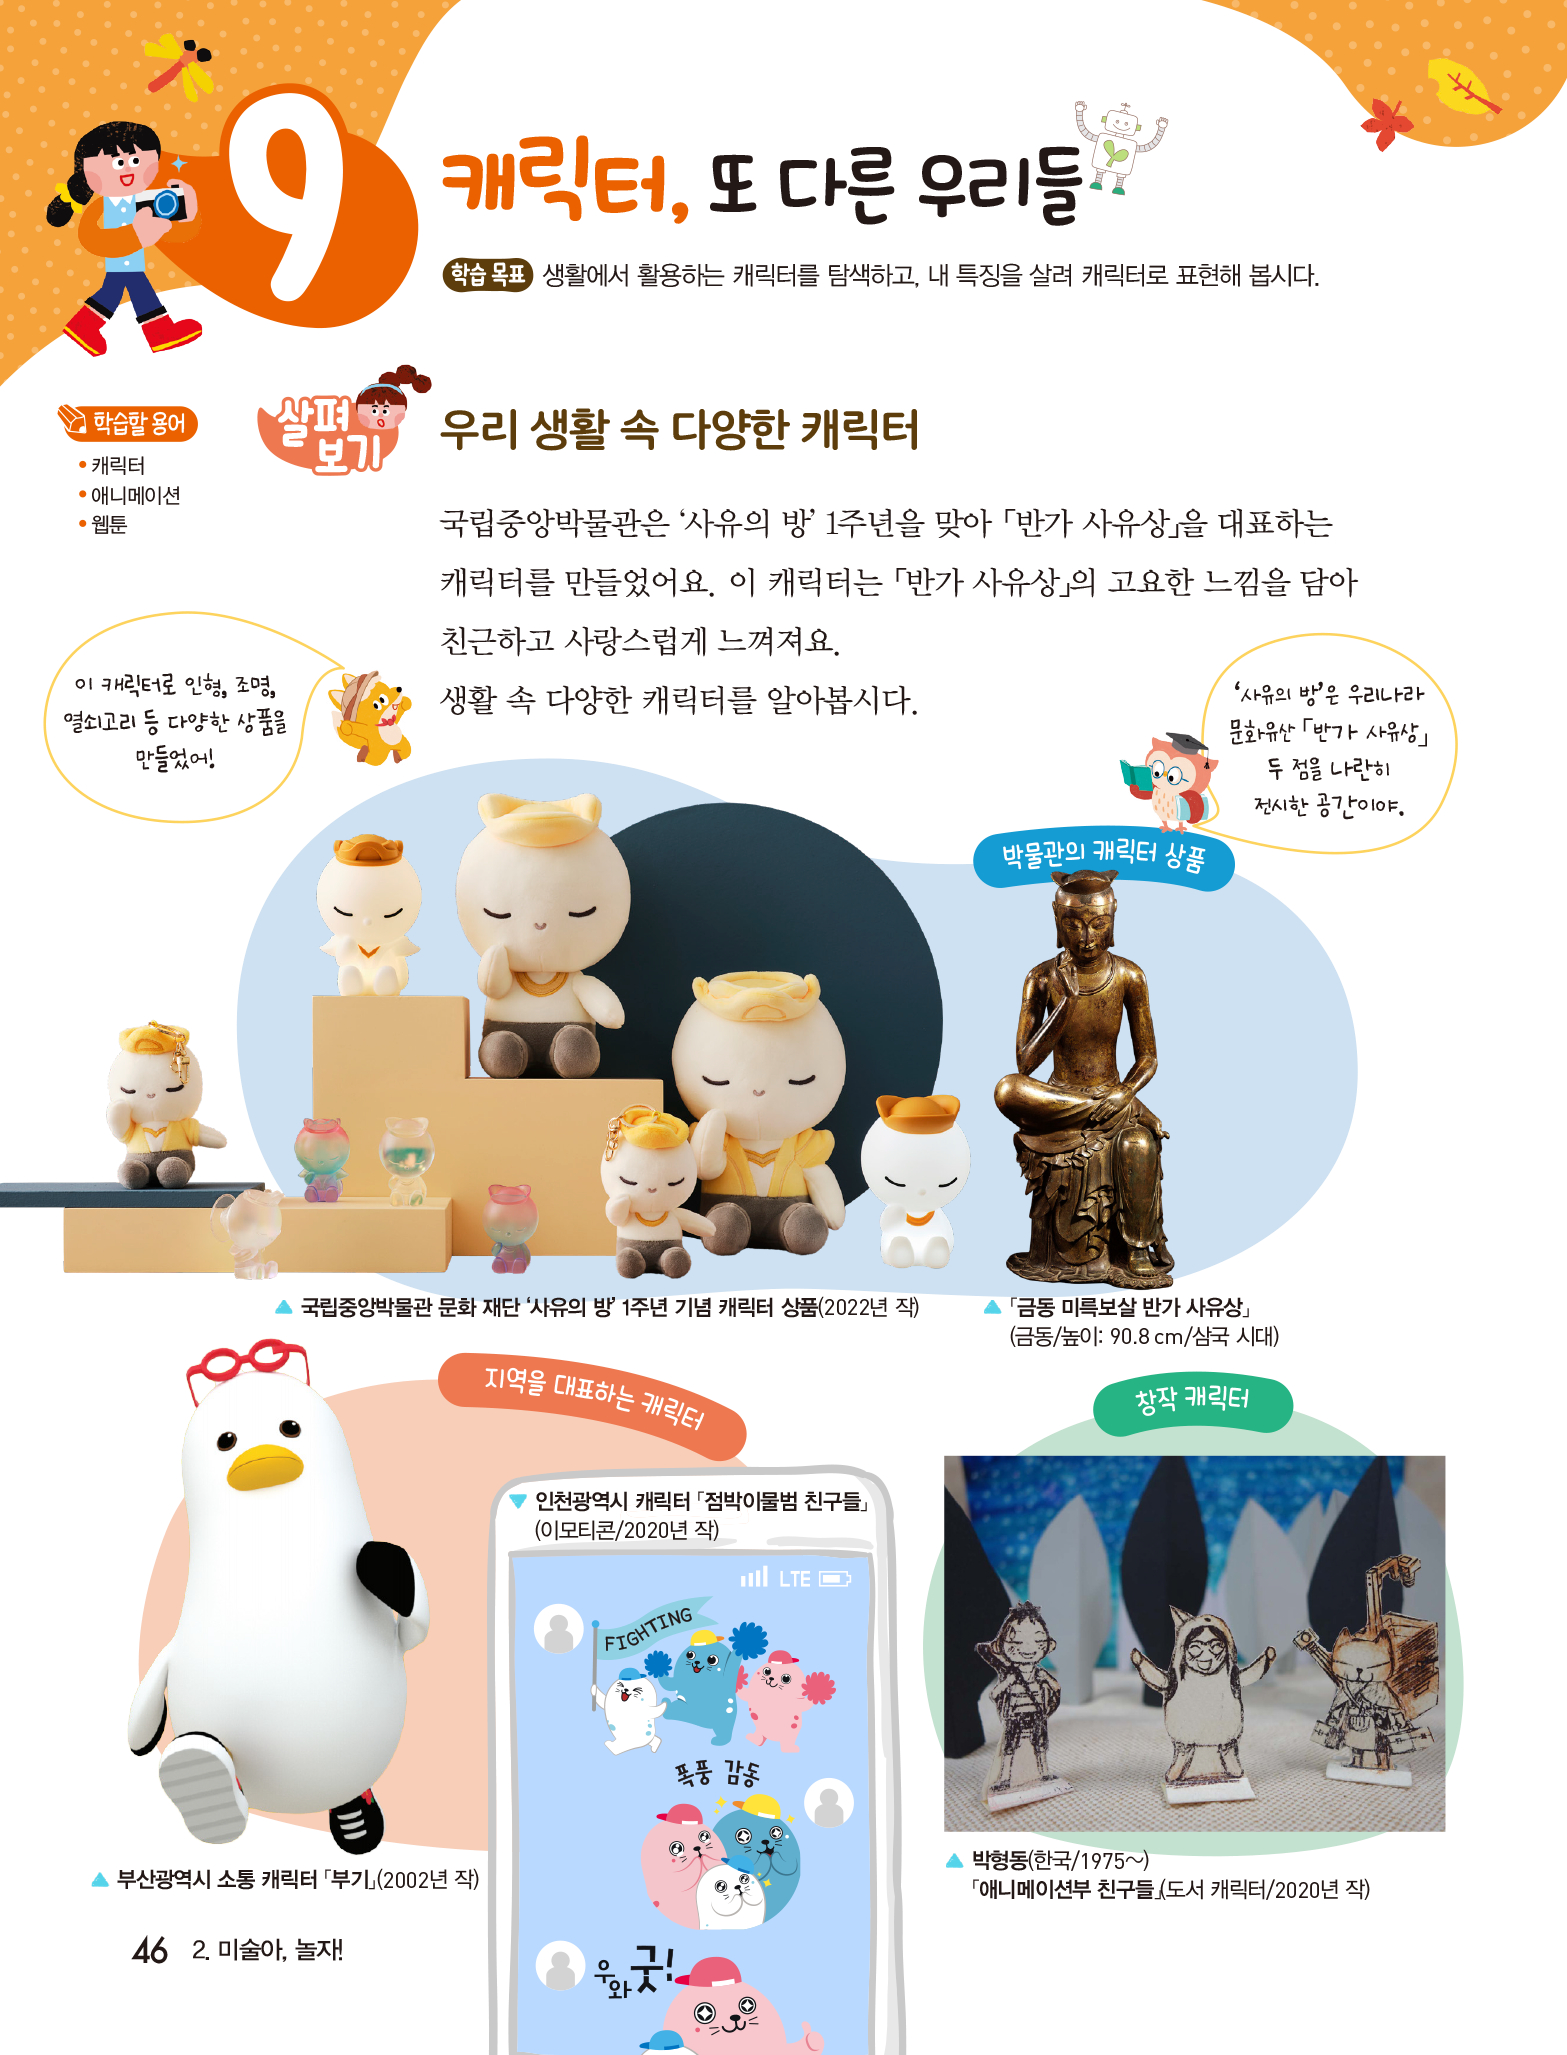 9
캐릭터, 또 다른 우리들
학습 목표 생활에서 활용하는 캐릭터를 탐색하고, 내 특징을 살려 캐릭터로 표현해 봅시다.
학습할 용어
• 캐릭터
• 애니메이션
• 웹툰
살펴
보기
우리 생활 속 다양한 캐릭터
국립중앙박물관은 ‘사유의 방’ 1주년을 맞아 「반가 사유상」을 대표하는
캐릭터를 만들었어요. 이 캐릭터는 「반가 사유상」의 고요한 느낌을 담아
친근하고 사랑스럽게 느껴져요.
생활 속 다양한 캐릭터를 알아봅시다.
이 캐릭터로 인형, 조명,
열쇠고리 등 다양한 상품을
만들었어!
‘사유의 방’은 우리나라
문화유산 「반가 사유상」
두 점을 나란히
전시한 공간이야.
박물관의 캐릭터 상품
▲ 국립중앙박물관 문화 재단 ‘사유의 방’ 1주년 기념 캐릭터 상품(2022년 작)
▲ 「금동 미륵보살 반가 사유상」
(금동/높이: 90.8 cm/삼국 시대)
지역을 대표하는 캐릭터
▼ 인천광역시 캐릭터 「점박이물범 친구들」
(이모티콘/2020년 작)
LTE
FIGHTING
폭풍 감동
우와 굿!
▲ 부산광역시 소통 캐릭터 「부기」(2002년 작)
창작 캐릭터
▲ 박형동(한국/1975~)
「애니메이션부 친구들」(도서 캐릭터/2020년 작)
46 2. 미술아, 놀자!